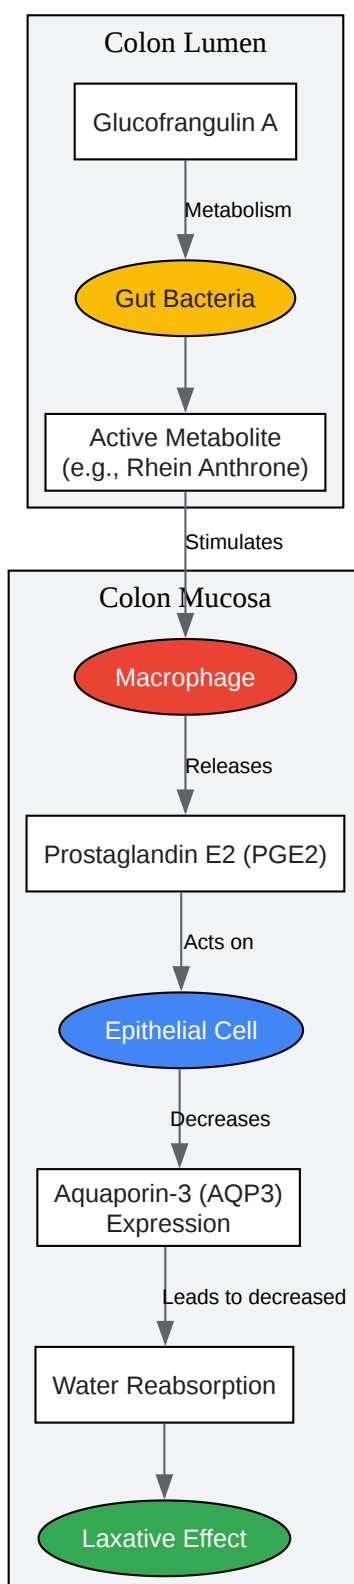 Colon Lumen
Glucofrangulin A
Metabolism
Gut Bacteria
Active Metabolite
(e.g., Rhein Anthrone)
Stimulates
Colon Mucosa
Macrophage
Releases
Prostaglandin E2 (PGE2)
Acts on
Epithelial Cell
Decreases
Aquaporin-3 (AQP3)
Expression
Leads to decreased
Water Reabsorption
Laxative Effect